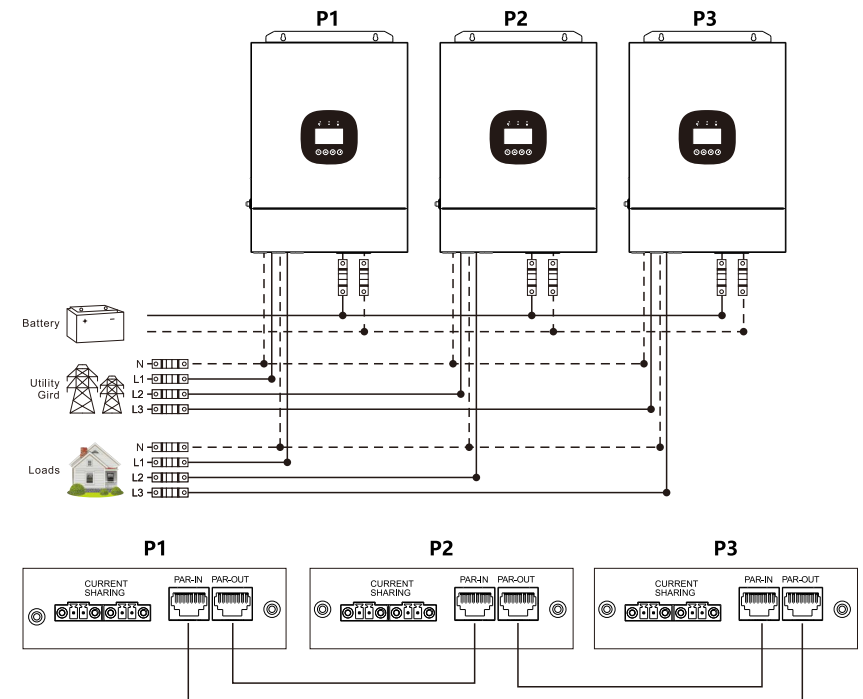 P1 P2 P3
Battery
+ -
Utility
Gird
N
L1
L2
L3
Loads
N
L1
L2
L3
P1 P2 P3
CURRENT
SHARING
PAR-IN PAR-OUT
CURRENT
SHARING
PAR-IN PAR-OUT
CURRENT
SHARING
PAR-IN PAR-OUT